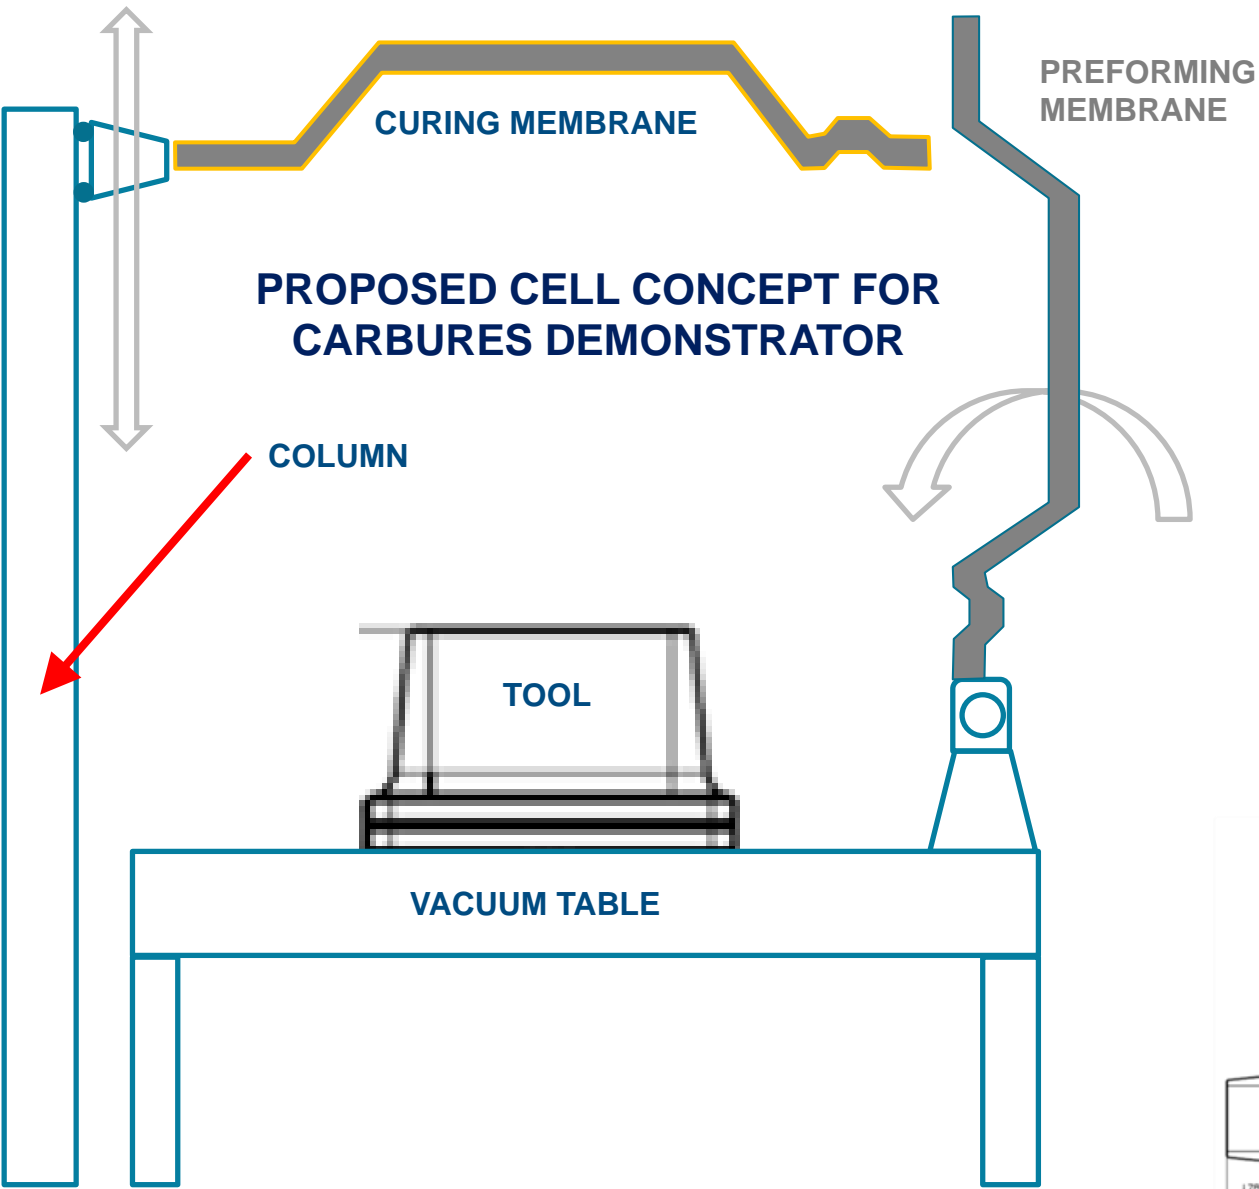 PREFORMING
MEMBRANE
CURING MEMBRANE
PROPOSED CELL CONCEPT FOR
CARBURES DEMONSTRATOR
COLUMN
TOOL
VACUUM TABLE